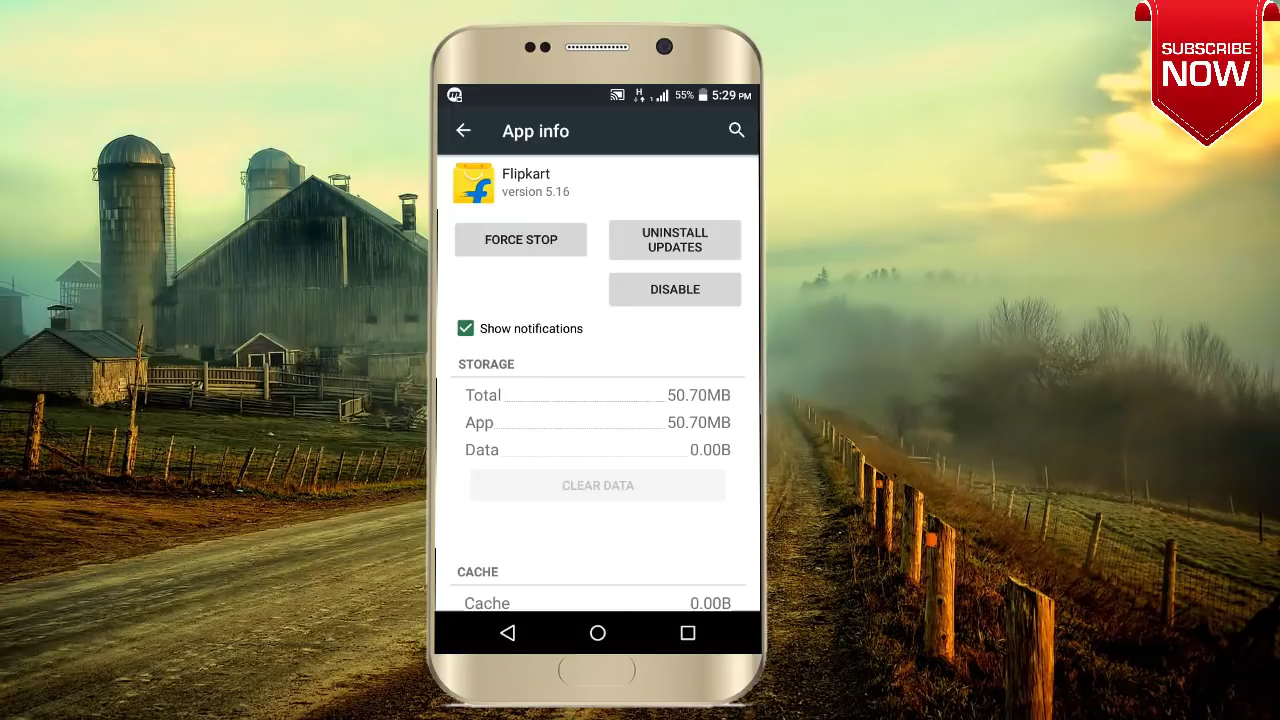 SUBSCRIBE
NOW
H
55%
5:29 PM
App info
Flipkart
version 5.16
FORCE STOP
UNINSTALL
UPDATES
DISABLE
Show notifications
STORAGE
Total 50.70MB
App 50.70MB
Data 0.00B
CLEAR DATA
CACHE
Cache 0.00B